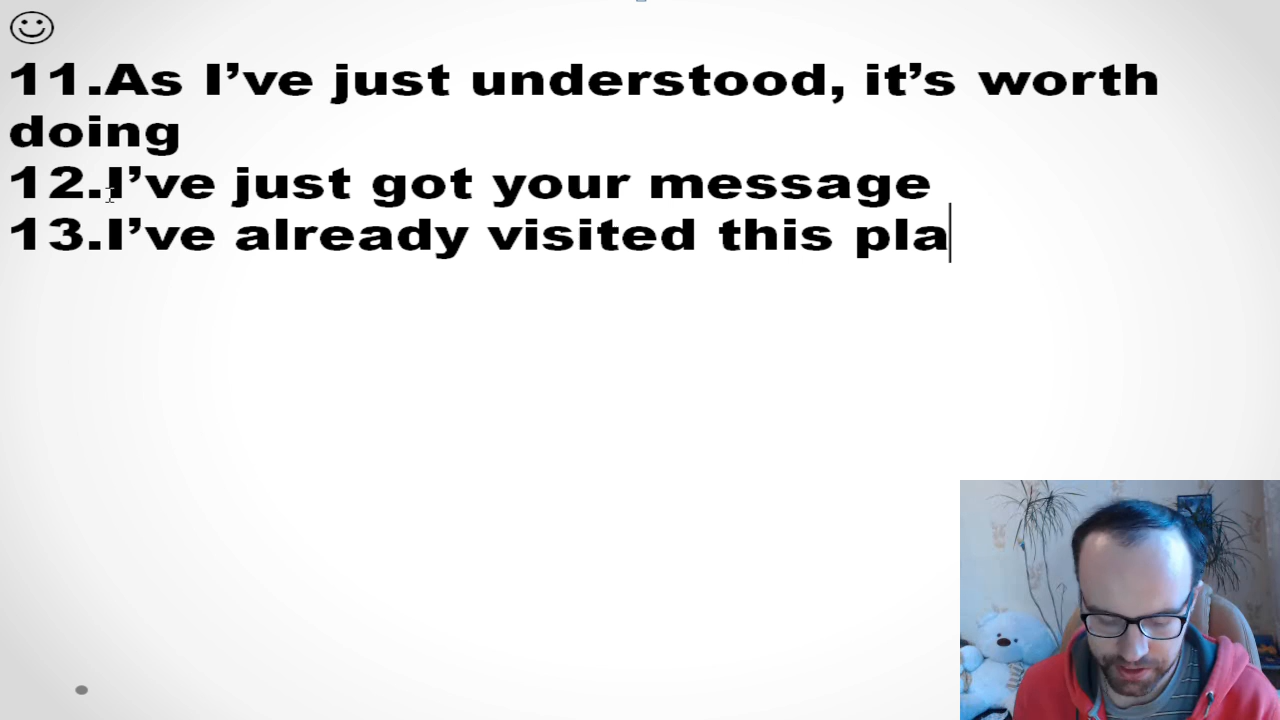 11.As I’ve just understood, it’s worth
doing
12.I’ve just got your message
13.I’ve already visited this pla